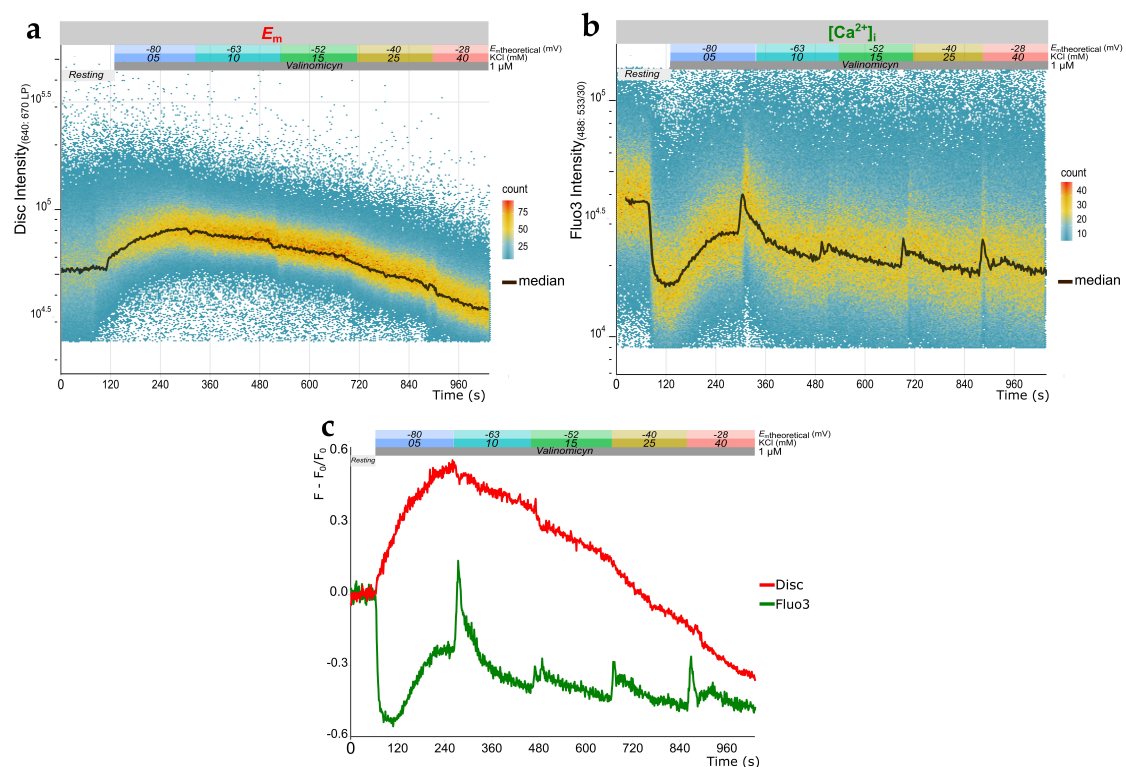 a
Em
-80 -63 -52 -40 -28 Emtheoretical (mV)
05 10 15 25 40 KCl (mM)
Valinomicyn 1 µM
Resting
Disc Intensity(640: 670 LP)
10^5.5
10^5
10^4.5
0 120 240 360 480 600 720 840 960
Time (s)
count
75
50
25
median
b
[Ca2+]i
-80 -63 -52 -40 -28 Emtheoretical (mV)
05 10 15 25 40 KCl (mM)
Valinomicyn 1 µM
Resting
Fluo3 Intensity(488: 533/30)
10^5
10^4.5
10^4
0 120 240 360 480 600 720 840 960
Time (s)
count
40
30
20
10
median
c
-80 -63 -52 -40 -28 Emtheoretical (mV)
05 10 15 25 40 KCl (mM)
Valinomicyn 1 µM
Resting
F - F0/F0
0.6
0.3
0.0
-0.3
-0.6
0 120 240 360 480 600 720 840 960
Time (s)
Disc
Fluo3